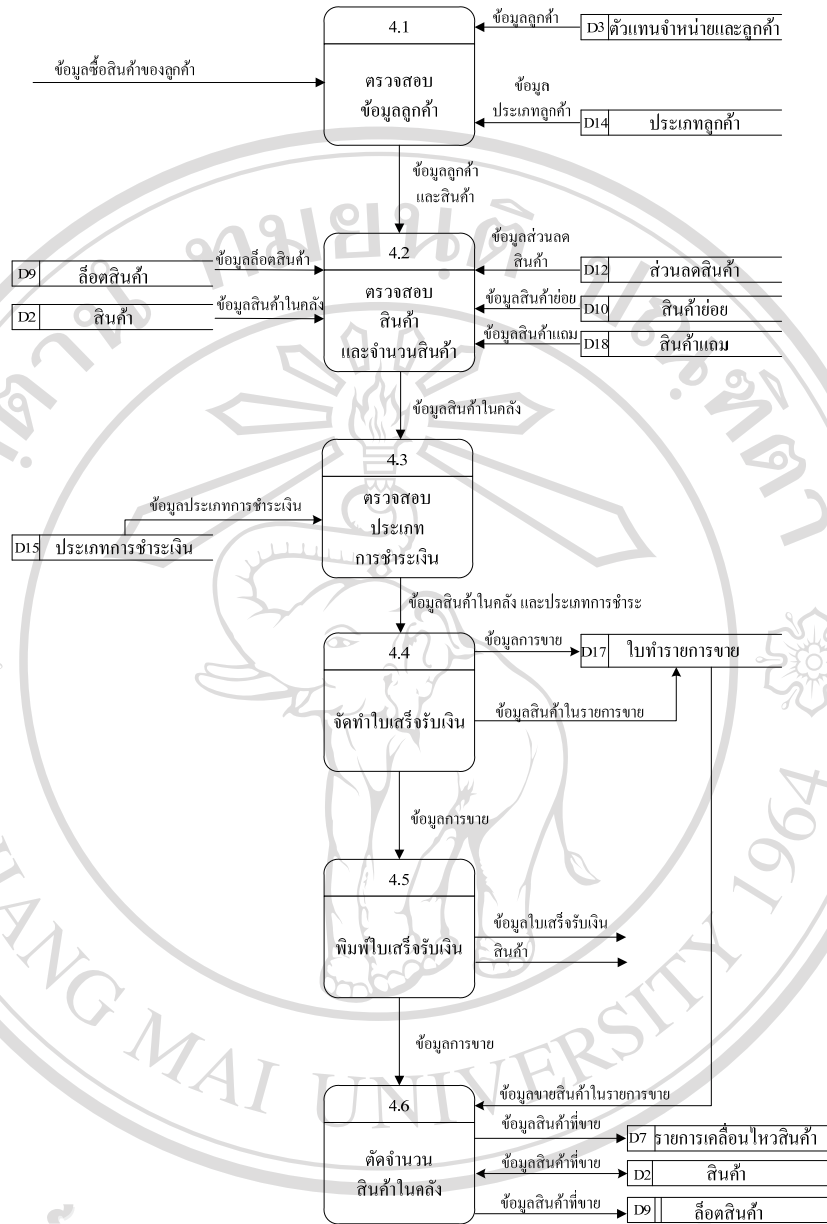 4.1
ข้อมูลลูกค้า
D3 ตัวแทนจำหน่ายและลูกค้า
ข้อมูลซื้อสินค้าของลูกค้า
ตรวจสอบ
ข้อมูลลูกค้า
ข้อมูล
ประเภทลูกค้า
D14 ประเภทลูกค้า
ข้อมูลลูกค้า
และสินค้า
4.2
D9 ล็อตสินค้า
ข้อมูลล็อตสินค้า
D2 สินค้า
ข้อมูลสินค้าในคลัง
ตรวจสอบ
สินค้า
และจำนวนสินค้า
ข้อมูลส่วนลด
สินค้า
D12 ส่วนลดสินค้า
ข้อมูลสินค้าย่อย
D10 สินค้าย่อย
ข้อมูลสินค้าแถม
D18 สินค้าแถม
ข้อมูลสินค้าในคลัง
4.3
ข้อมูลประเภทการชำระเงิน
D15 ประเภทการชำระเงิน
ตรวจสอบ
ประเภท
การชำระเงิน
ข้อมูลสินค้าในคลัง และประเภทการชำระ
4.4
ข้อมูลการขาย
D17 ใบทำรายการขาย
จัดทำใบเสร็จรับเงิน
ข้อมูลสินค้าในรายการขาย
ข้อมูลการขาย
4.5
พิมพ์ใบเสร็จรับเงิน
ข้อมูลใบเสร็จรับเงิน
สินค้า
ข้อมูลการขาย
4.6
ข้อมูลขายสินค้าในรายการขาย
ตัดจำนวน
สินค้าในคลัง
ข้อมูลสินค้าที่ขาย
D7 รายการเคลื่อนไหวสินค้า
ข้อมูลสินค้าที่ขาย
D2 สินค้า
ข้อมูลสินค้าที่ขาย
D9 ล็อตสินค้า
UNIVERSITY 1964